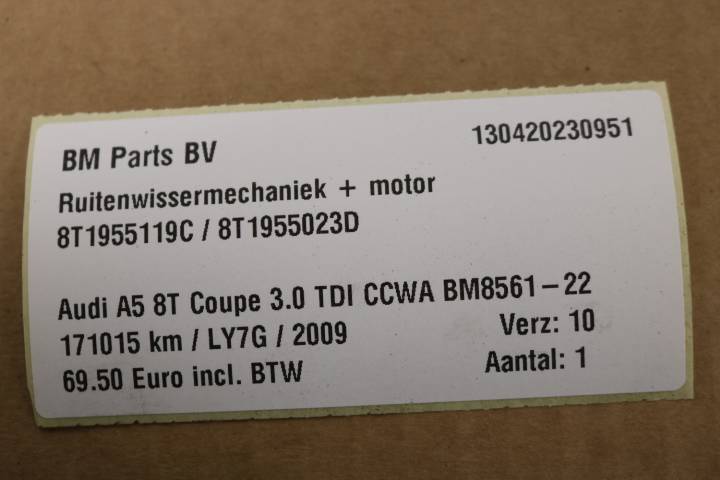 BM Parts BV
130420230951
Ruitenwissermechaniek + motor
8T1955119C / 8T1955023D
Audi A5 8T Coupe 3.0 TDI CCWA BM8561-22
171015 km / LY7G / 2009
Verz: 10
69.50 Euro incl. BTW
Aantal: 1